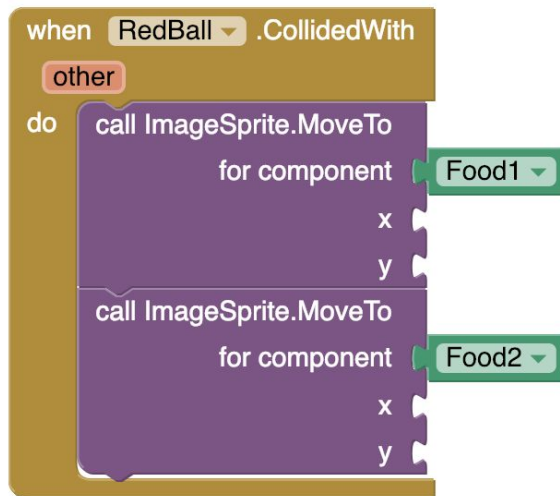 when RedBall .CollidedWith
other
do call ImageSprite.MoveTo
for component Food1
x
y
call ImageSprite.MoveTo
for component Food2
x
y